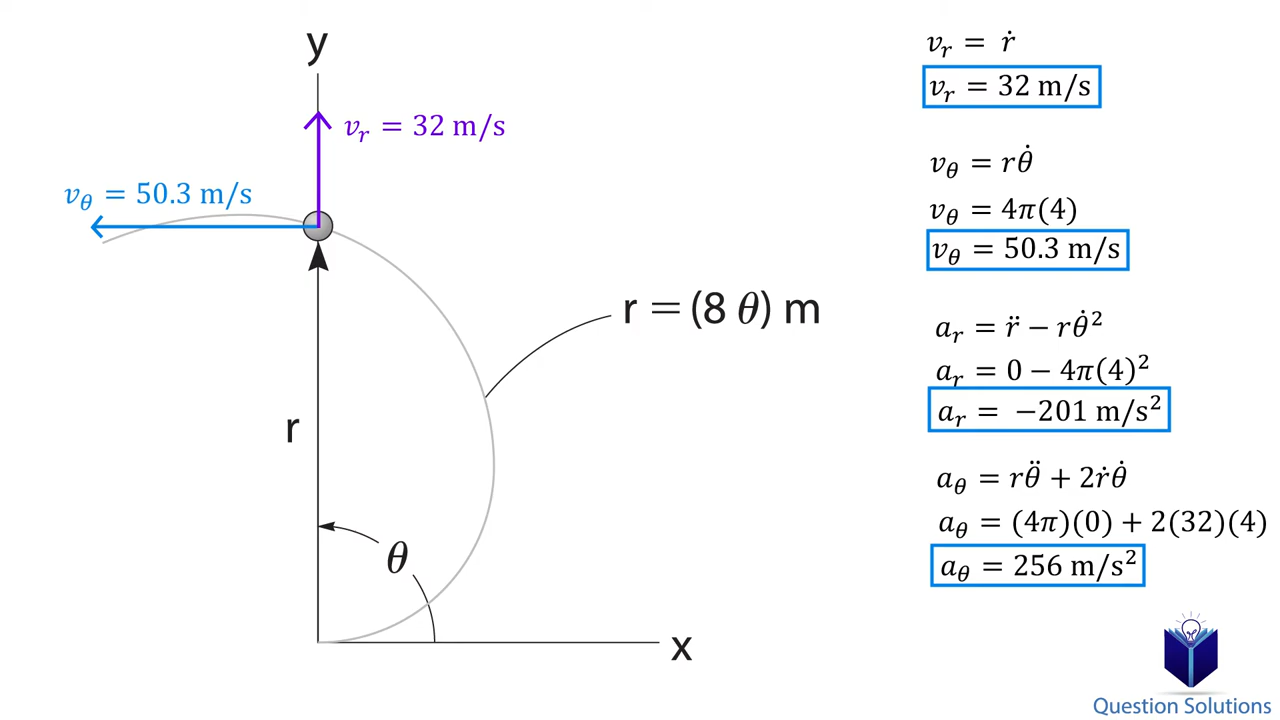 y
v_r = 32 m/s
v_θ = 50.3 m/s
r = (8 θ) m
r
θ
x
v_r = ṙ
v_r = 32 m/s
v_θ = rθ̇
v_θ = 4π(4)
v_θ = 50.3 m/s
a_r = r̈ − rθ̇²
a_r = 0 − 4π(4)²
a_r = −201 m/s²
a_θ = rθ̈ + 2ṙθ̇
a_θ = (4π)(0) + 2(32)(4)
a_θ = 256 m/s²
Question Solutions